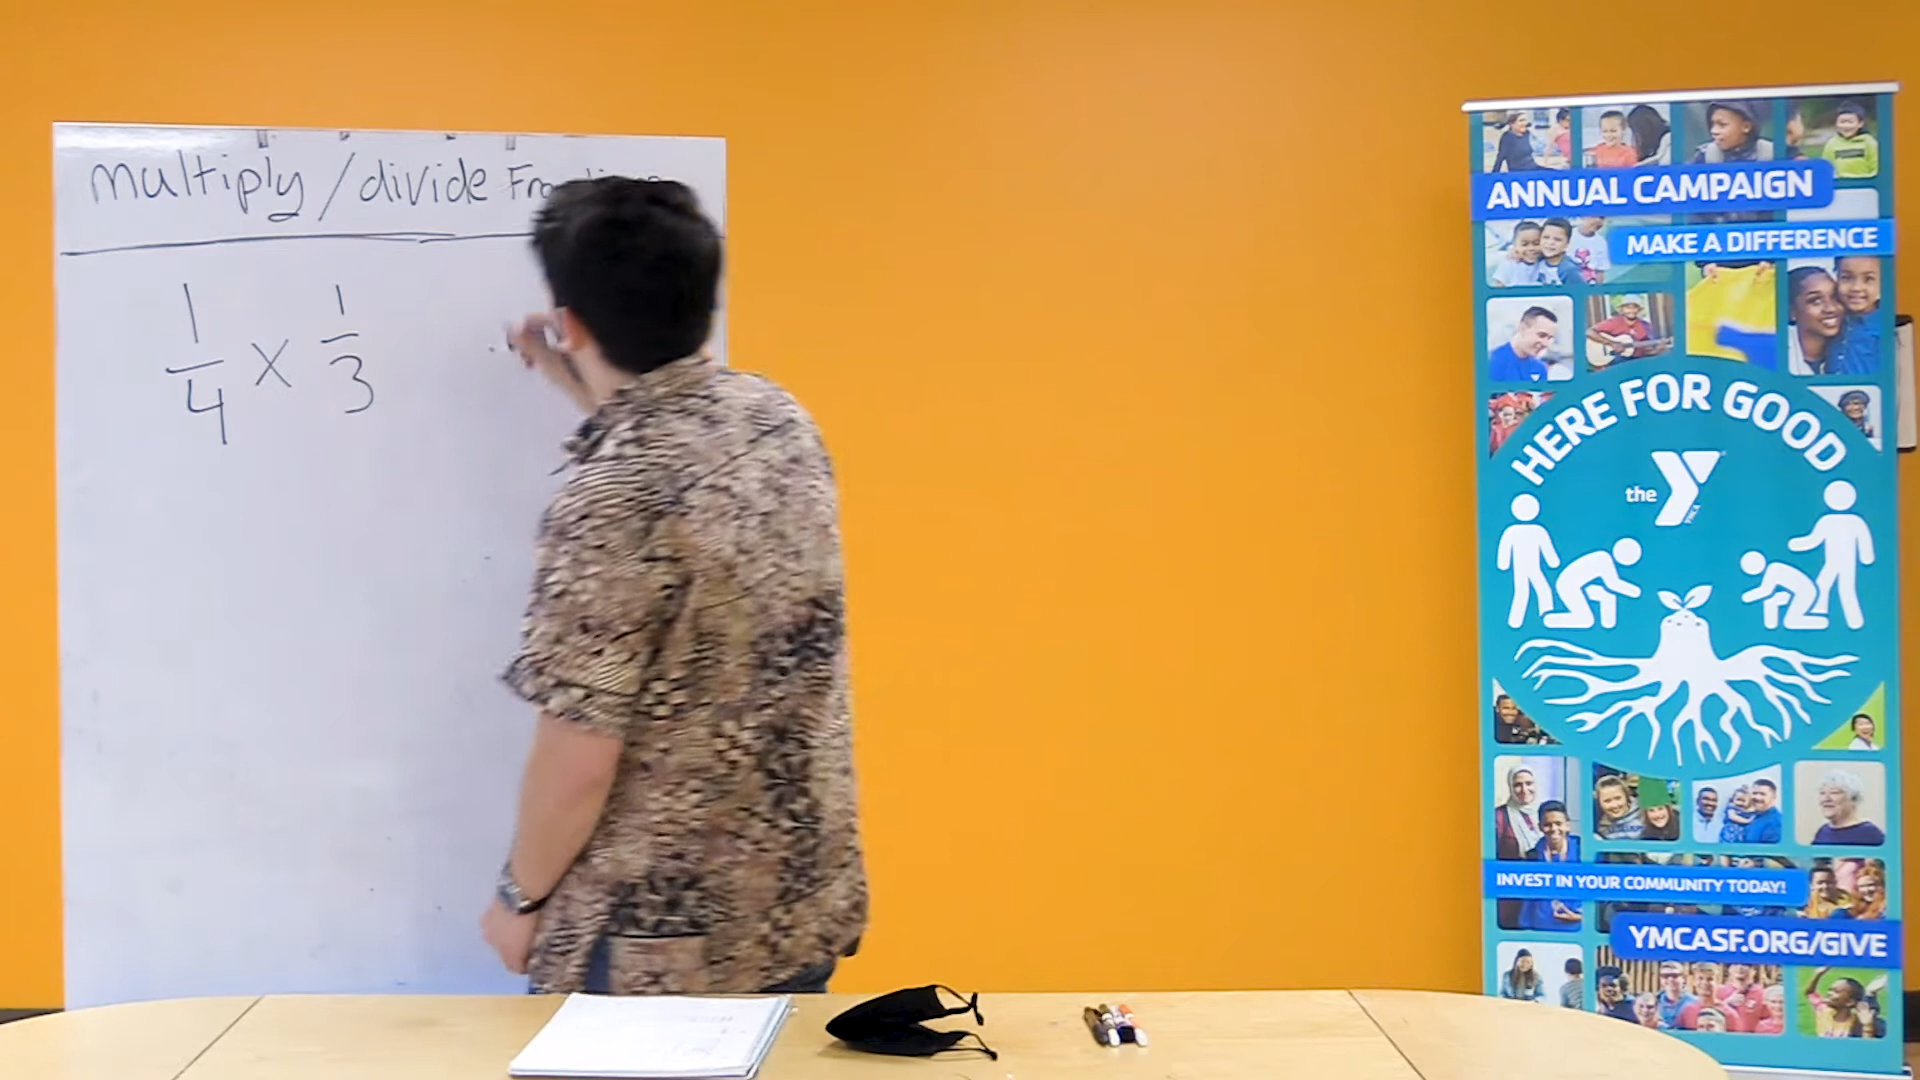 multiply / divide
1/4 x 1/3
ANNUAL CAMPAIGN
MAKE A DIFFERENCE
HERE FOR GOOD
the Y
YMCA
INVEST IN YOUR COMMUNITY TODAY!
YMCASF.ORG/GIVE